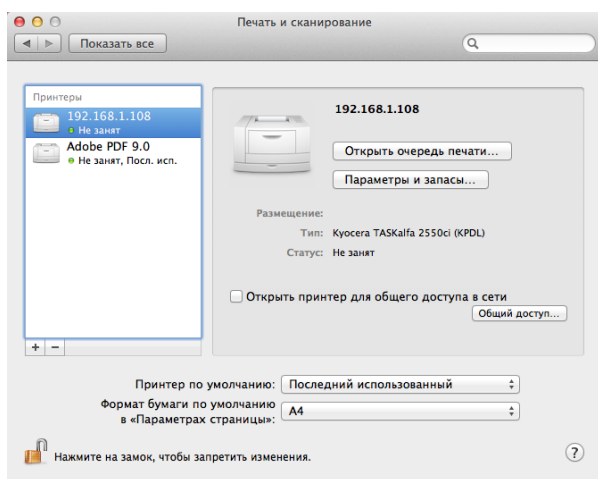 Печать и сканирование
Показать все
Принтеры
192.168.1.108
Не занят
Adobe PDF 9.0
Не занят, Посл. исп.
+ −
192.168.1.108
Открыть очередь печати...
Параметры и запасы...
Размещение:
Тип: Kyocera TASKalfa 2550ci (KPDL)
Статус: Не занят
Открыть принтер для общего доступа в сети
Общий доступ...
Принтер по умолчанию: Последний использованный
Формат бумаги по умолчанию
в «Параметрах страницы»: A4
Нажмите на замок, чтобы запретить изменения.
?